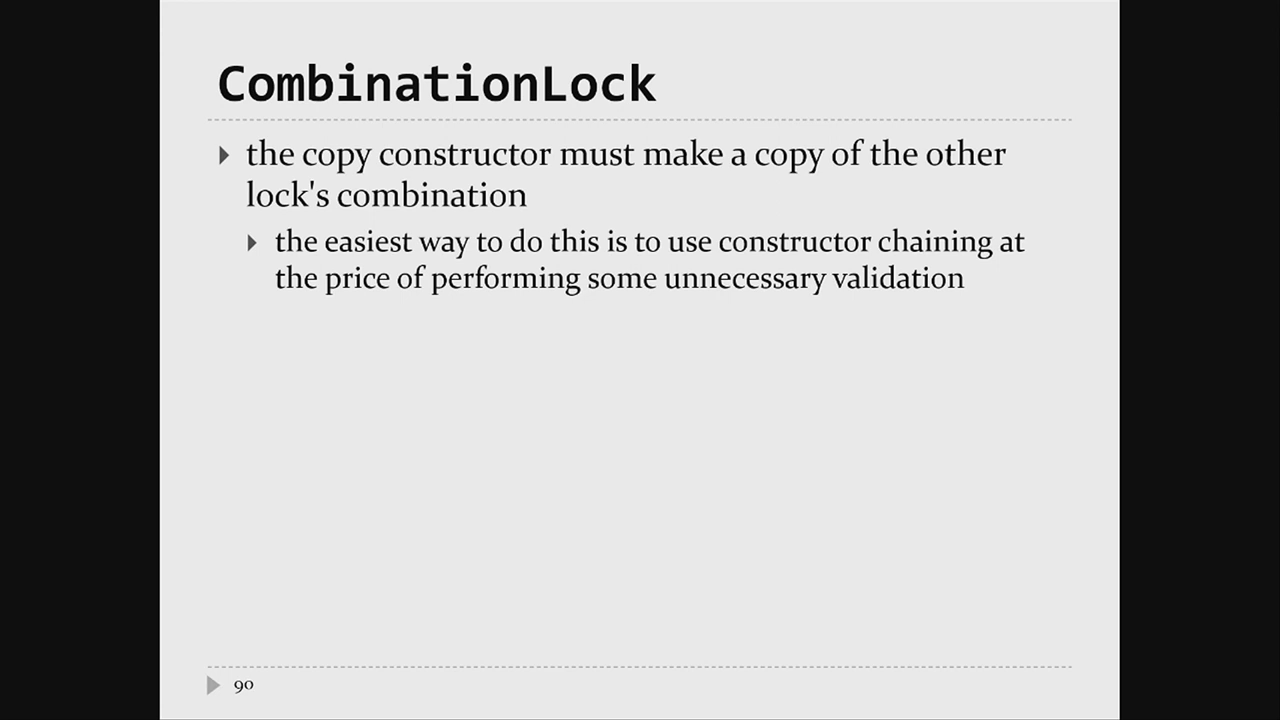 CombinationLock
the copy constructor must make a copy of the other
lock's combination
the easiest way to do this is to use constructor chaining at
the price of performing some unnecessary validation
90